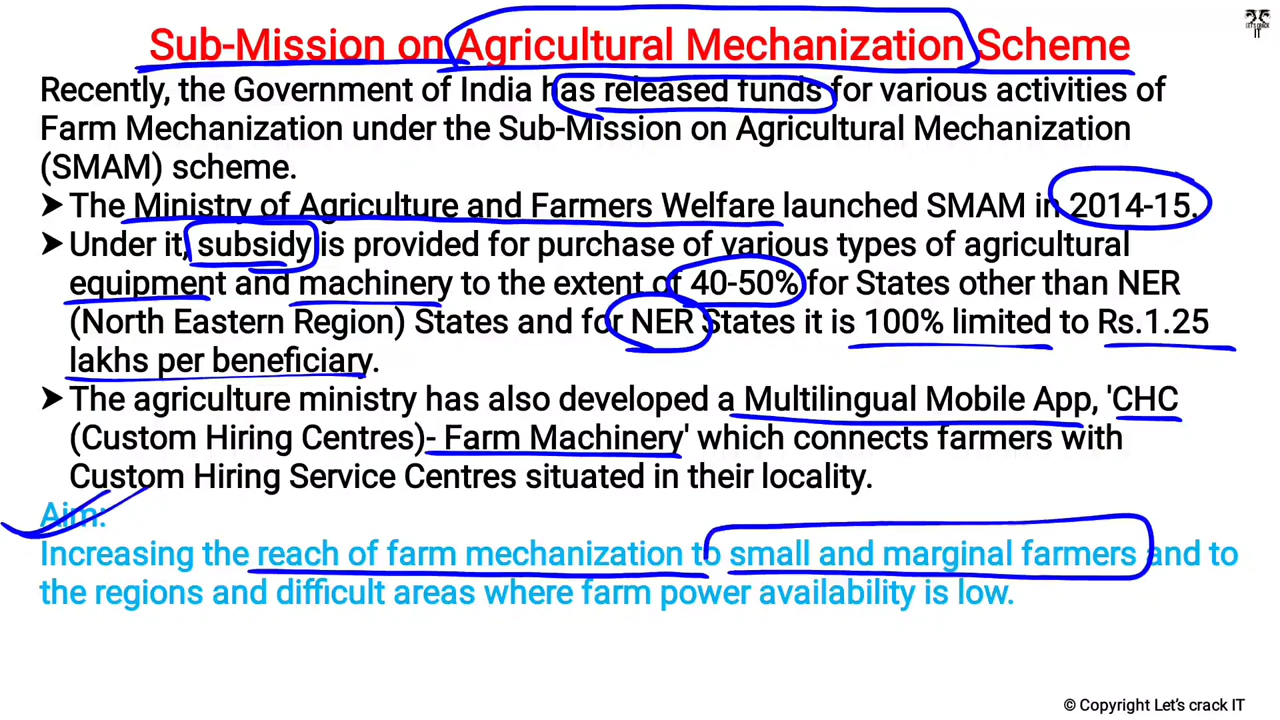 LET'S CRACK
IT
Sub-Mission on Agricultural Mechanization Scheme
Recently, the Government of India has released funds for various activities of
Farm Mechanization under the Sub-Mission on Agricultural Mechanization
(SMAM) scheme.
➤ The Ministry of Agriculture and Farmers Welfare launched SMAM in 2014-15.
➤ Under it, subsidy is provided for purchase of various types of agricultural
equipment and machinery to the extent of 40-50% for States other than NER
(North Eastern Region) States and for NER States it is 100% limited to Rs.1.25
lakhs per beneficiary.
➤ The agriculture ministry has also developed a Multilingual Mobile App, 'CHC
(Custom Hiring Centres)- Farm Machinery' which connects farmers with
Custom Hiring Service Centres situated in their locality.
Aim:
Increasing the reach of farm mechanization to small and marginal farmers and to
the regions and difficult areas where farm power availability is low.
© Copyright Let's crack IT